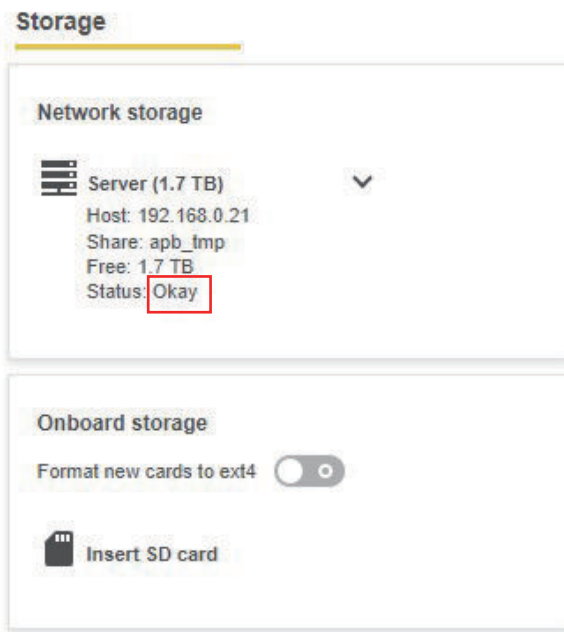 Storage
Network storage
Server (1.7 TB)
Host: 192.168.0.21
Share: apb_tmp
Free: 1.7 TB
Status: Okay
Onboard storage
Format new cards to ext4
Insert SD card